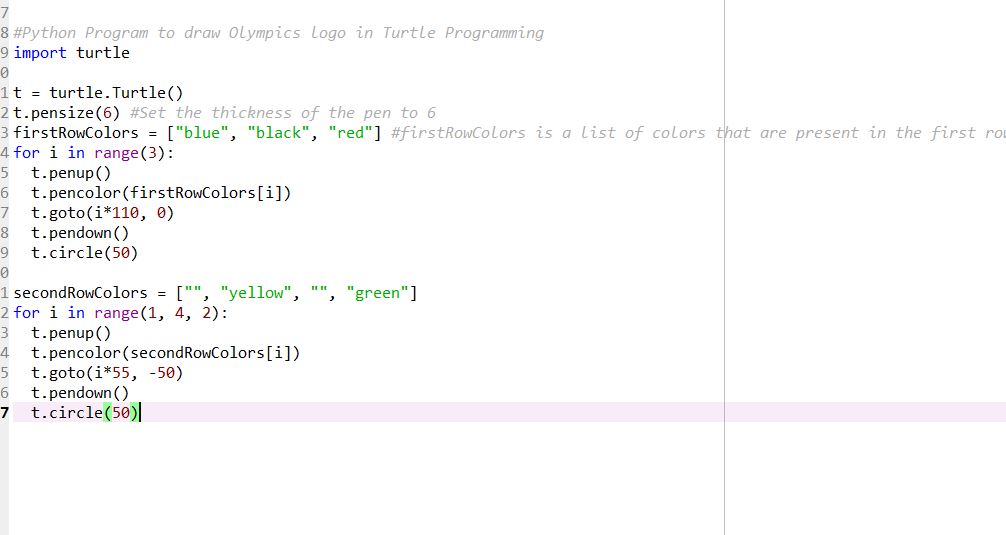 7
8 #Python Program to draw Olympics logo in Turtle Programming
9 import turtle
0
1 t = turtle.Turtle()
2 t.pensize(6) #Set the thickness of the pen to 6
3 firstRowColors = ["blue", "black", "red"] #firstRowColors is a list of colors that are present in the first
4 for i in range(3):
5   t.penup()
6   t.pencolor(firstRowColors[i])
7   t.goto(i*110, 0)
8   t.pendown()
9   t.circle(50)
0
1 secondRowColors = ["", "yellow", "", "green"]
2 for i in range(1, 4, 2):
3   t.penup()
4   t.pencolor(secondRowColors[i])
5   t.goto(i*55, -50)
6   t.pendown()
7   t.circle(50)